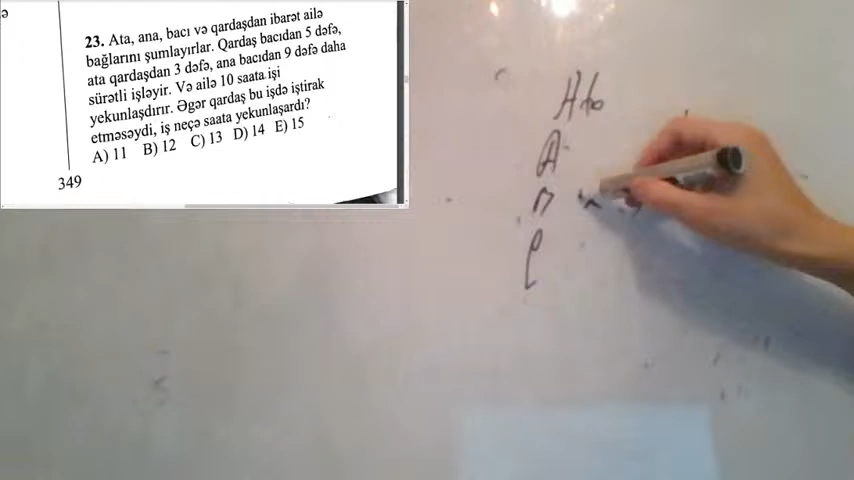 ə
23. Ata, ana, bacı və qardaşdan ibarət ailə
bağlarını şumlayırlar. Qardaş bacıdan 5 dəfə,
ata qardaşdan 3 dəfə, ana bacıdan 9 dəfə daha
sürətli işləyir. Və ailə 10 saata işi
yekunlaşdırır. Əgər qardaş bu işdə iştirak
etməsəydi, iş neçə saata yekunlaşardı?
A) 11 B) 12 C) 13 D) 14 E) 15
349
Ata
A